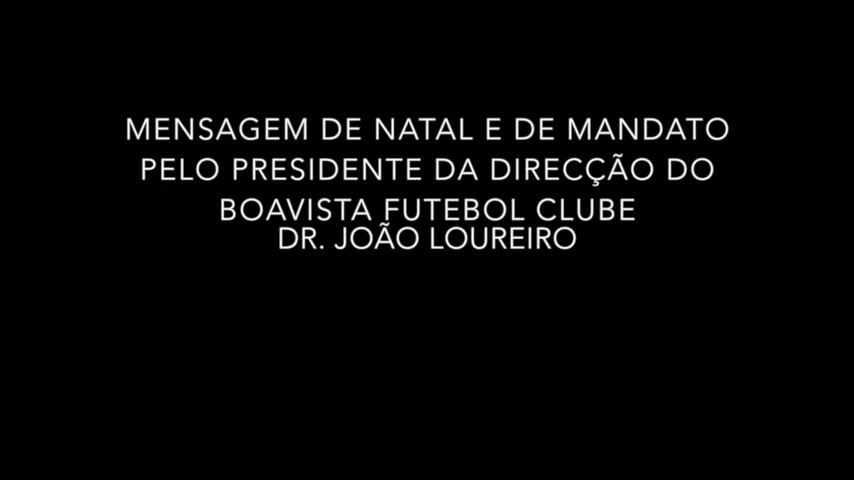 MENSAGEM DE NATAL E DE MANDATO
PELO PRESIDENTE DA DIRECÇÃO DO
BOAVISTA FUTEBOL CLUBE
DR. JOÃO LOUREIRO